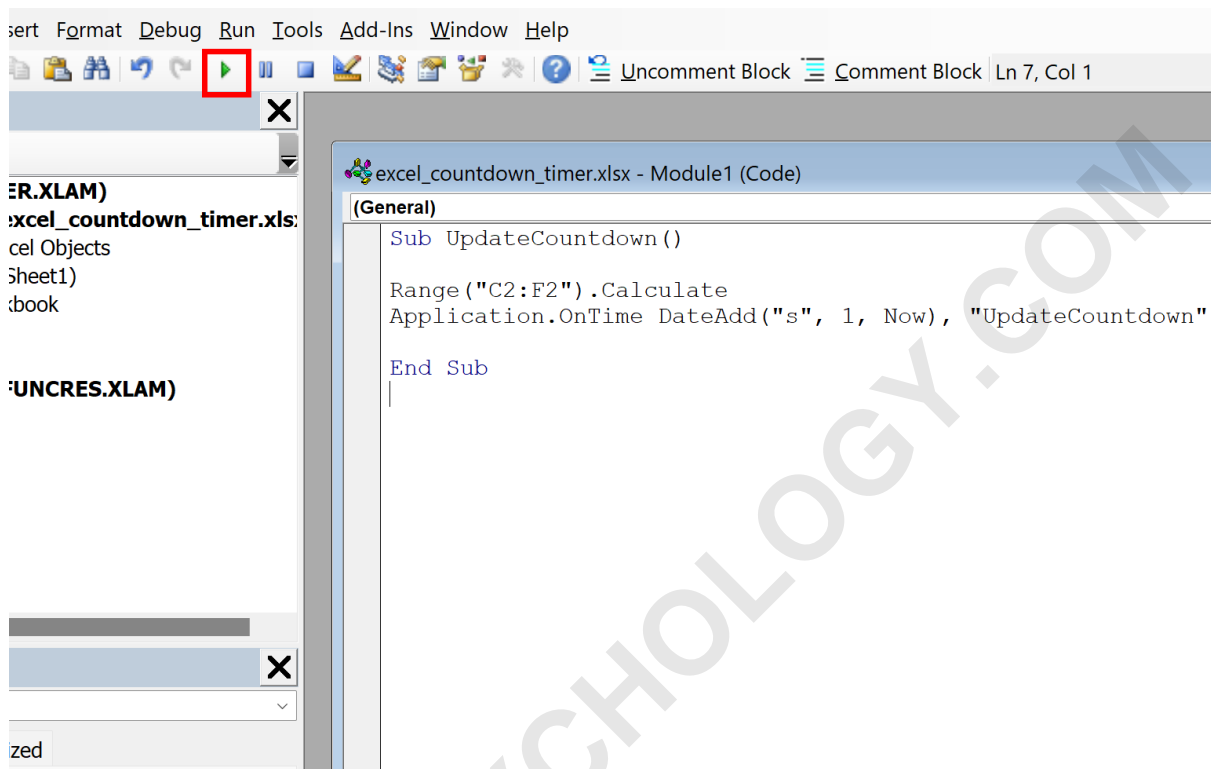 sert Format Debug Run Tools Add-Ins Window Help
Uncomment Block Comment Block Ln 7, Col 1
ER.XLAM)
excel_countdown_timer.xls
cel Objects
Sheet1)
kbook
FUNCRES.XLAM)
zed
excel_countdown_timer.xlsx - Module1 (Code)
(General)
Sub UpdateCountdown()
Range("C2:F2").Calculate
Application.OnTime DateAdd("s", 1, Now), "UpdateCountdown"
End Sub
YCHOLOGY.COM